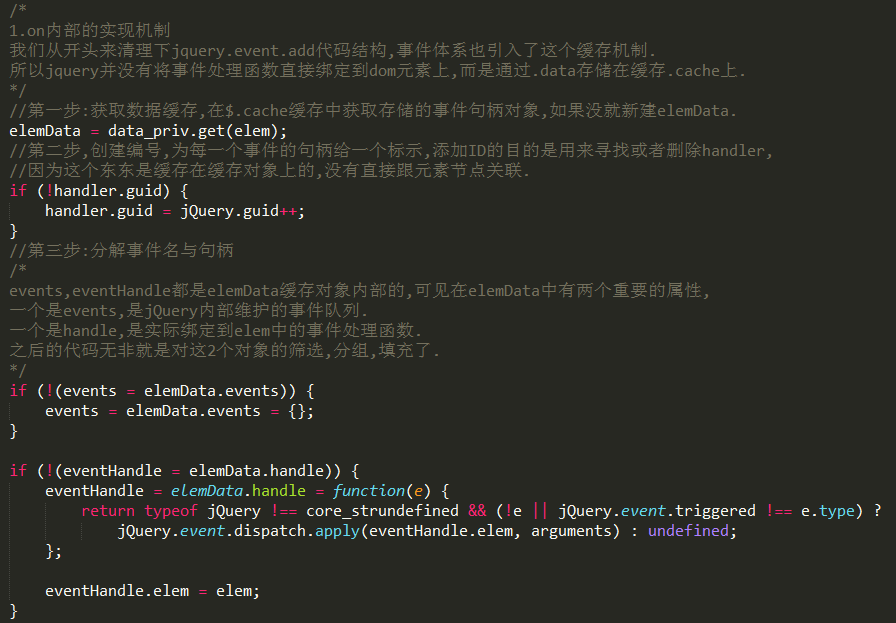 /*
1.on内部的实现机制
我们从开头来清理下jquery.event.add代码结构,事件体系也引入了这个缓存机制.
所以jquery并没有将事件处理函数直接绑定到dom元素上,而是通过.data存储在缓存.cache上.
*/
//第一步:获取数据缓存,在$.cache缓存中获取存储的事件句柄对象,如果没就新建elemData.
elemData = data_priv.get(elem);
//第二步,创建编号,为每一个事件的句柄给一个标示,添加ID的目的是用来寻找或者删除handler,
//因为这个东东是缓存在缓存对象上的,没有直接跟元素节点关联.
if (!handler.guid) {
    handler.guid = jQuery.guid++;
}
//第三步:分解事件名与句柄
/*
events,eventHandle都是elemData缓存对象内部的,可见在elemData中有两个重要的属性,
一个是events,是jQuery内部维护的事件队列.
一个是handle,是实际绑定到elem中的事件处理函数.
之后的代码无非就是对这2个对象的筛选,分组,填充了.
*/
if (!(events = elemData.events)) {
    events = elemData.events = {};
}

if (!(eventHandle = elemData.handle)) {
    eventHandle = elemData.handle = function(e) {
        return typeof jQuery !== core_strundefined && (!e || jQuery.event.triggered !== e.type) ?
            jQuery.event.dispatch.apply(eventHandle.elem, arguments) : undefined;
    };

    eventHandle.elem = elem;
}